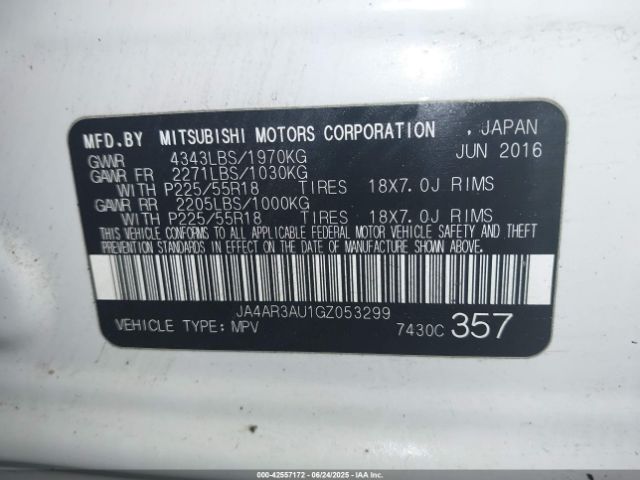 MFD.BY MITSUBISHI MOTORS CORPORATION , JAPAN
GVWR 4343LBS/1970KG JUN 2016
GAWR FR 2271LBS/1030KG
WITH P225/55R18 TIRES 18X7.0J RIMS
GAWR RR 2205LBS/1000KG
WITH P225/55R18 TIRES 18X7.0J RIMS
THIS VEHICLE CONFORMS TO ALL APPLICABLE FEDERAL MOTOR VEHICLE SAFETY AND THEFT
PREVENTION STANDARDS IN EFFECT ON THE DATE OF MANUFACTURE SHOWN ABOVE.
JA4AR3AU1GZ053299
VEHICLE TYPE: MPV 7430C 357
000-42557172 - 06/24/2025 - IAAI.COM